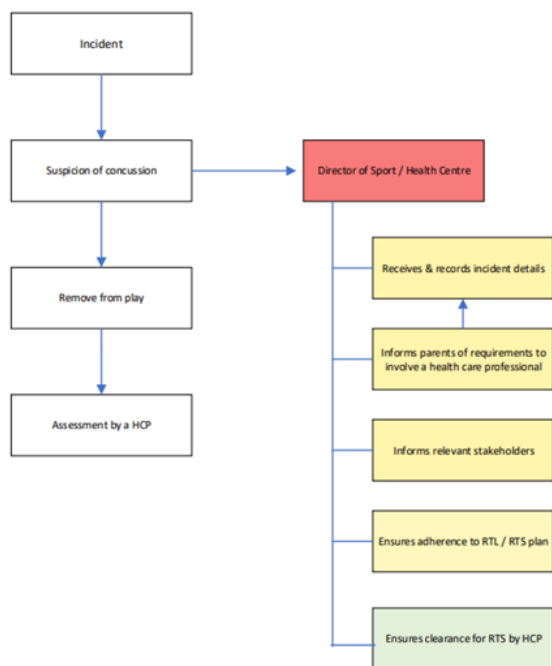 Incident
Suspicion of concussion
Director of Sport / Health Centre
Receives & records incident details
Remove from play
Informs parents of requirements to
involve a health care professional
Assessment by a HCP
Informs relevant stakeholders
Ensures adherence to RTL / RTS plan
Ensures clearance for RTS by HCP